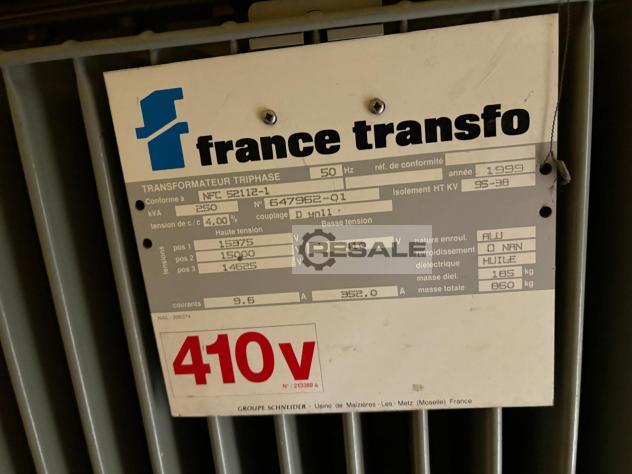 france transfo
TRANSFORMATEUR TRIPHASE 50 Hz réf. de conformité année 1999
Conforme à NFC 52112-1
kVA 250 N° 647962-01 Isolement HT KV 95-38
tension de c/c 4,00% couplage D yn11
Haute tension Basse tension
tensions
pos 1 15375 V nature enroul. ALU
pos 2 15000 refroidissement O NAN
pos 3 14625 diélectrique HUILE
masse diel. 185 kg
courants 9.6 A 352.0 A masse totale 860 kg
RESALE
410v
GROUPE SCHNEIDER - Usine de Maizières - Les - Metz (Moselle) France